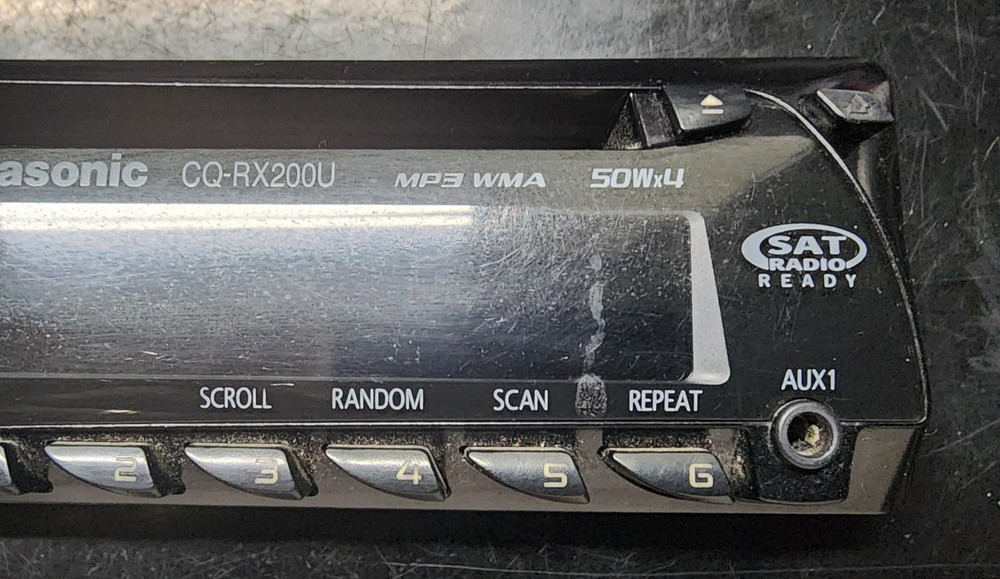 asonic CQ-RX200U MP3 WMA 50Wx4
SAT
RADIO
READY
AUX1
SCROLL RANDOM SCAN REPEAT
2 3 4 5 6